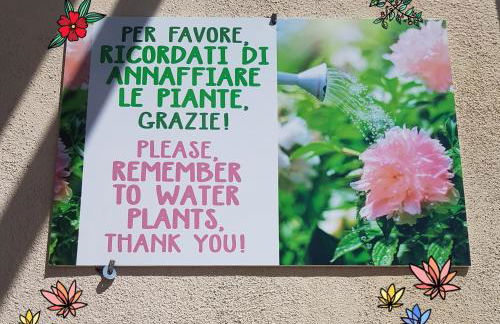 PER FAVORE,
RICORDATI DI
ANNAFFIARE
LE PIANTE,
GRAZIE!
PLEASE,
REMEMBER
TO WATER
PLANTS,
THANK YOU!